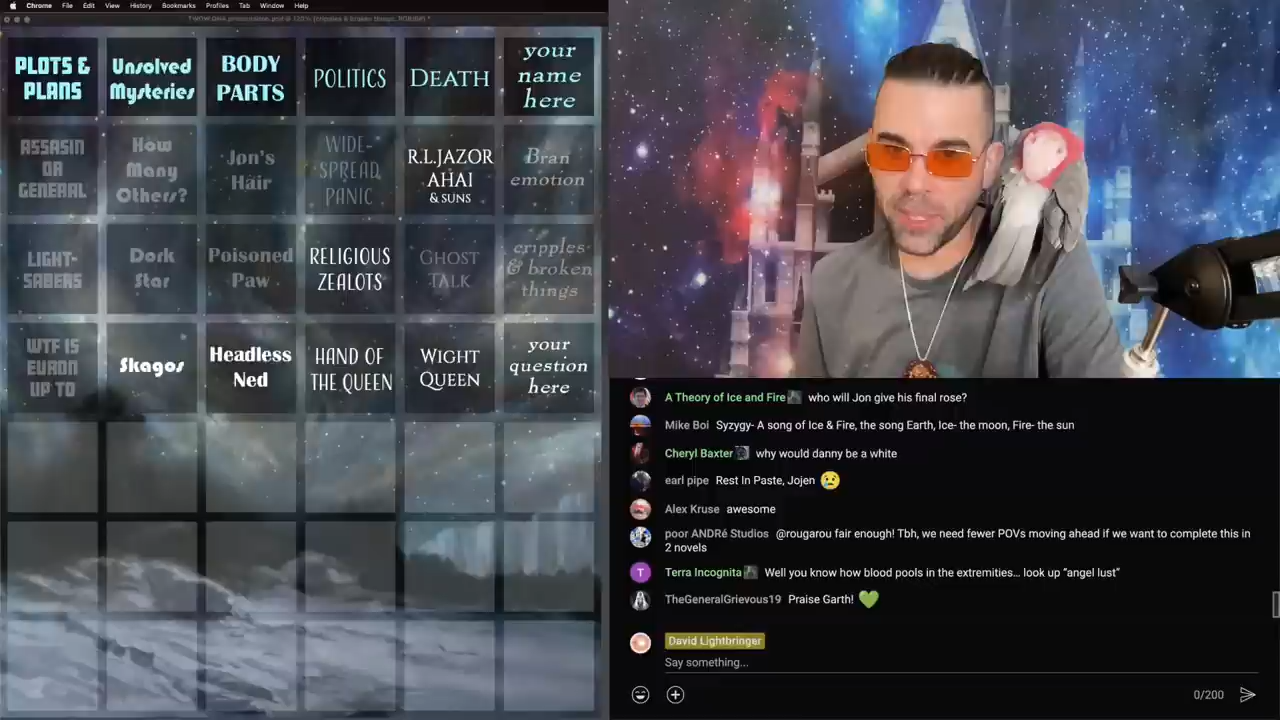 Chrome File Edit View History Bookmarks Profiles Tab Window Help
PLOTS &
PLANS
Unsolved
Mysteries
BODY
PARTS
POLITICS
DEATH
your
name
here
ASSASIN
OR
GENERAL
How
Many
Others?
Jon's
Hair
WIDE-
SPREAD
PANIC
R.L.JAZOR
AHAI
& SUNS
Bran
emotion
LIGHT-
SABERS
Dork
Star
Poisoned
Paw
RELIGIOUS
ZEALOTS
GHOST
TALK
cripples
& broken
things
WTF IS
EURON
UP TO
Skagos
Headless
Ned
HAND OF
THE QUEEN
WIGHT
QUEEN
your
question
here
A Theory of Ice and Fire who will Jon give his final rose?
Mike Boi Syzygy- A song of Ice & Fire, the song Earth, Ice- the moon, Fire- the sun
Cheryl Baxter why would danny be a white
earl pipe Rest In Paste, Jojen 😢
Alex Kruse awesome
poor ANDRé Studios @rougarou fair enough! Tbh, we need fewer POVs moving ahead if we want to complete this in
2 novels
T Terra Incognita Well you know how blood pools in the extremities... look up "angel lust"
TheGeneralGrievous19 Praise Garth! 💚
David Lightbringer
Say something...
0/200